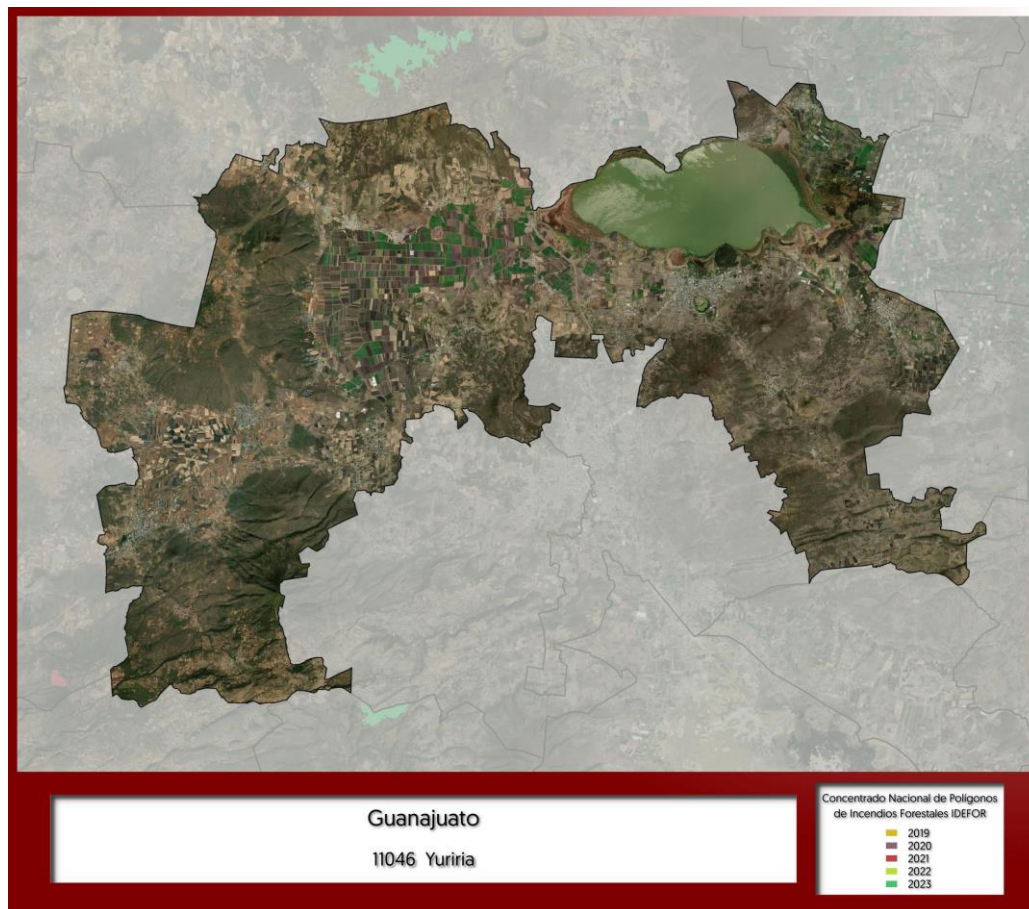 Guanajuato
11046 Yuriria
Concentrado Nacional de Polígonos
de Incendios Forestales IDEFOR
2019
2020
2021
2022
2023